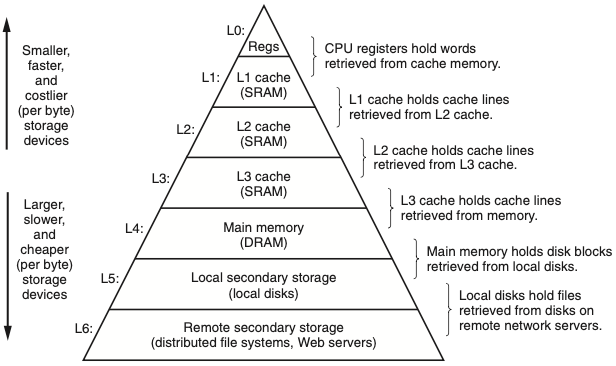 Smaller,
faster,
and
costlier
(per byte)
storage
devices
Larger,
slower,
and
cheaper
(per byte)
storage
devices
L0:
Regs
L1:
L1 cache
(SRAM)
L2:
L2 cache
(SRAM)
L3:
L3 cache
(SRAM)
L4:
Main memory
(DRAM)
L5:
Local secondary storage
(local disks)
L6:
Remote secondary storage
(distributed file systems, Web servers)
CPU registers hold words
retrieved from cache memory.
L1 cache holds cache lines
retrieved from L2 cache.
L2 cache holds cache lines
retrieved from L3 cache.
L3 cache holds cache lines
retrieved from memory.
Main memory holds disk blocks
retrieved from local disks.
Local disks hold files
retrieved from disks on
remote network servers.